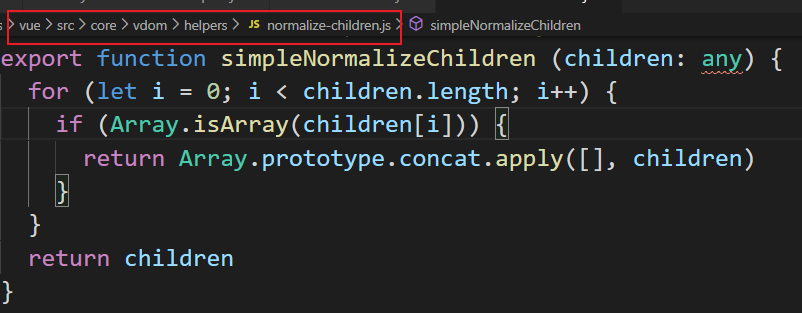 s > vue > src > core > vdom > helpers > JS normalize-children.js > simpleNormalizeChildren
export function simpleNormalizeChildren (children: any) {
  for (let i = 0; i < children.length; i++) {
    if (Array.isArray(children[i])) {
      return Array.prototype.concat.apply([], children)
    }
  }
  return children
}